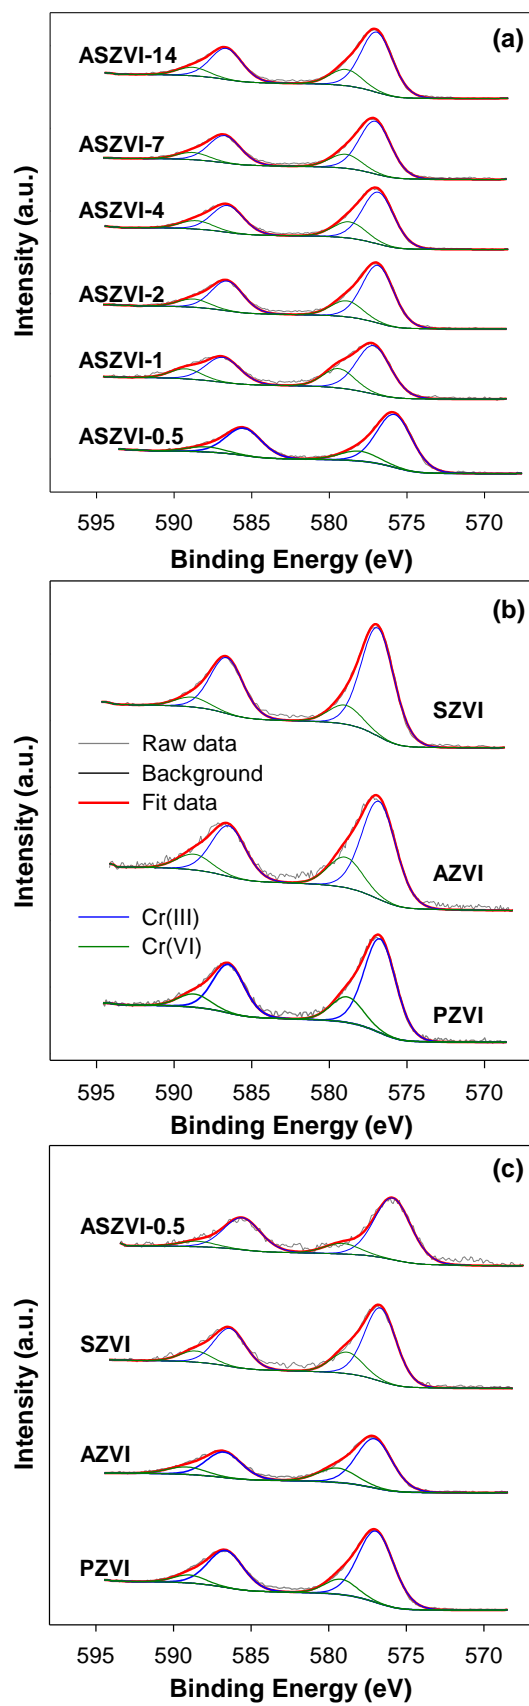 (a)
ASZVI-14
ASZVI-7
ASZVI-4
ASZVI-2
ASZVI-1
ASZVI-0.5
Intensity (a.u.)
595 590 585 580 575 570
Binding Energy (eV)
(b)
SZVI
Raw data
Background
Fit data
AZVI
Cr(III)
Cr(VI)
PZVI
Intensity (a.u.)
595 590 585 580 575 570
Binding Energy (eV)
(c)
ASZVI-0.5
SZVI
AZVI
PZVI
Intensity (a.u.)
595 590 585 580 575 570
Binding Energy (eV)